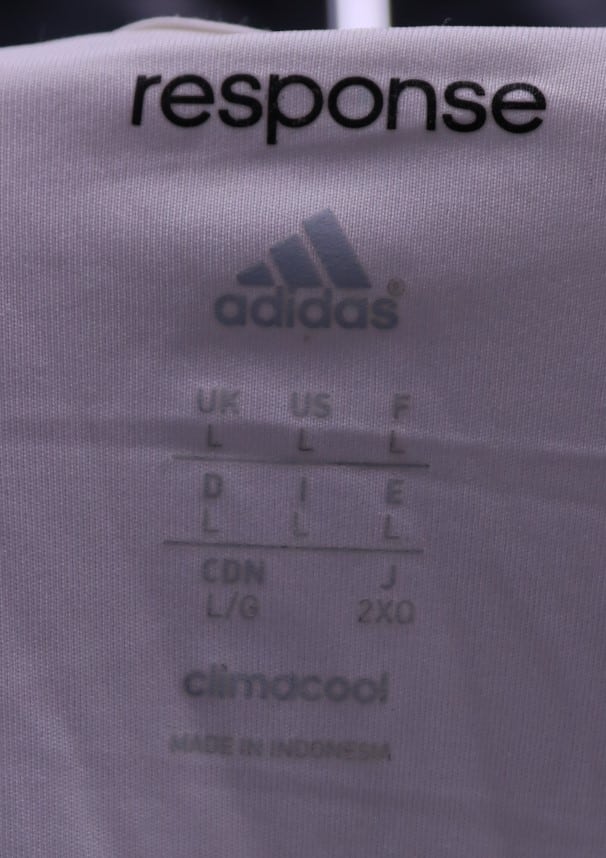 response
adidas®
UK US F
L L L
D I E
L L L
CDN J
L/G 2XO
climacool
MADE IN INDONESIA